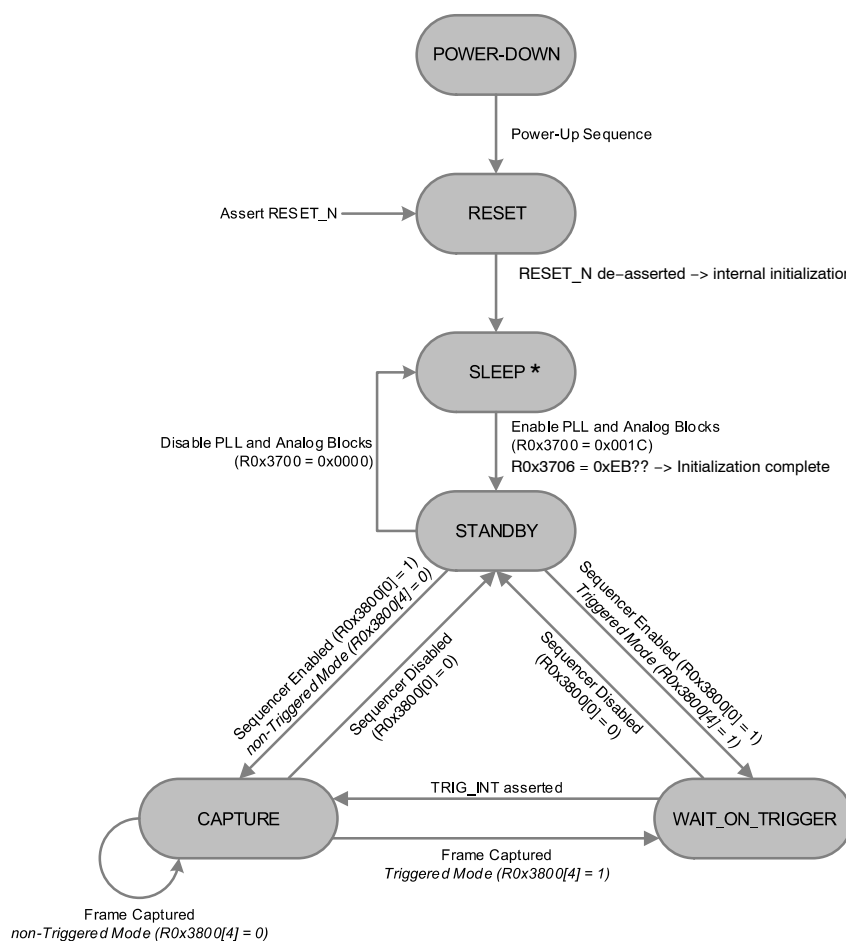 POWER-DOWN
Power-Up Sequence
Assert RESET_N
RESET
RESET_N de-asserted -> internal initialization
SLEEP *
Disable PLL and Analog Blocks
(R0x3700 = 0x0000)
Enable PLL and Analog Blocks
(R0x3700 = 0x001C)
R0x3706 = 0xEB?? -> Initialization complete
STANDBY
Sequencer Enabled (R0x3800[0] = 1)
non-Triggered Mode (R0x3800[4] = 0)
Sequencer Disabled
(R0x3800[0] = 0)
Sequencer Disabled
(R0x3800[0] = 0)
Sequencer Enabled (R0x3800[0] = 1)
Triggered Mode (R0x3800[4] = 1)
TRIG_INT asserted
CAPTURE
WAIT_ON_TRIGGER
Frame Captured
Triggered Mode (R0x3800[4] = 1)
Frame Captured
non-Triggered Mode (R0x3800[4] = 0)